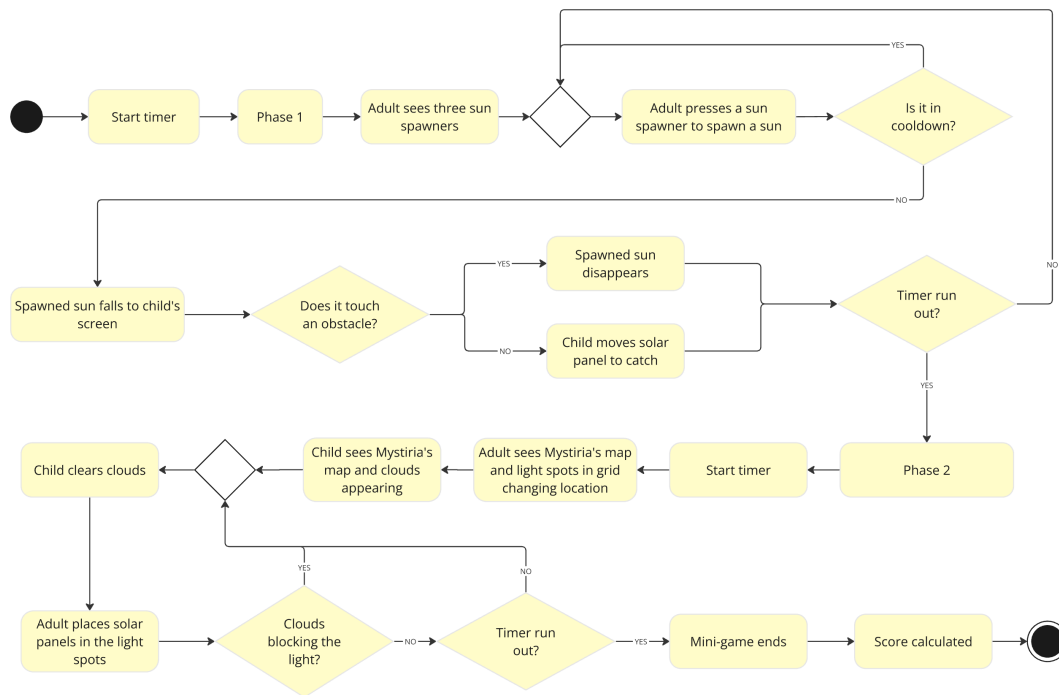 YES
Start timer
Phase 1
Adult sees three sun
spawners
Adult presses a sun
spawner to spawn a sun
Is it in
cooldown?
NO
NO
Spawned sun falls to child's
screen
Does it touch
an obstacle?
YES
Spawned sun
disappears
NO
Child moves solar
panel to catch
Timer run
out?
YES
Phase 2
Start timer
Adult sees Mystiria's map
and light spots in grid
changing location
Child sees Mystiria's
map and clouds
appearing
Child clears clouds
Adult places solar
panels in the light
spots
Clouds
blocking the
light?
YES
NO
Timer run
out?
NO
YES
Mini-game ends
Score calculated